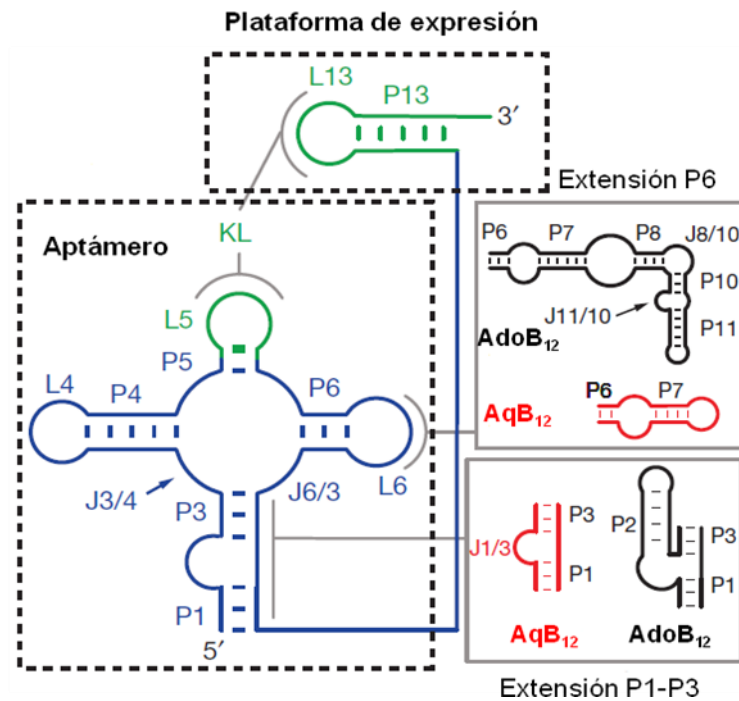 Plataforma de expresión
L13
P13
3′
Extensión P6
Aptámero
KL
L5
P5
L4
P4
P6
L6
J3/4
P3
J6/3
P1
5′
P6
P7
P8
J8/10
P10
J11/10
P11
AdoB12
P6
P7
AqB12
J1/3
P3
P1
AqB12
P2
P3
P1
AdoB12
Extensión P1-P3